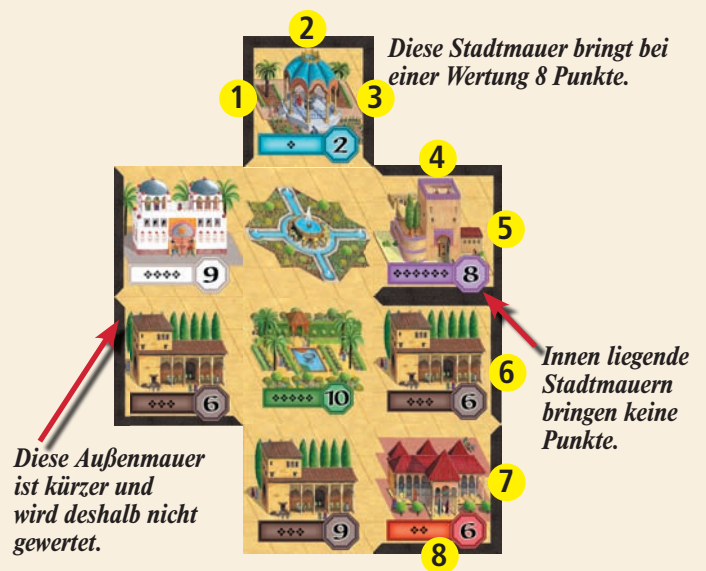 2
Diese Stadtmauer bringt bei
einer Wertung 8 Punkte.
1
3
2
4
5
9
8
6
10
6
6
Innen liegende
Stadtmauern
bringen keine
Punkte.
Diese Außenmauer
ist kürzer und
wird deshalb nicht
gewertet.
7
9
6
8